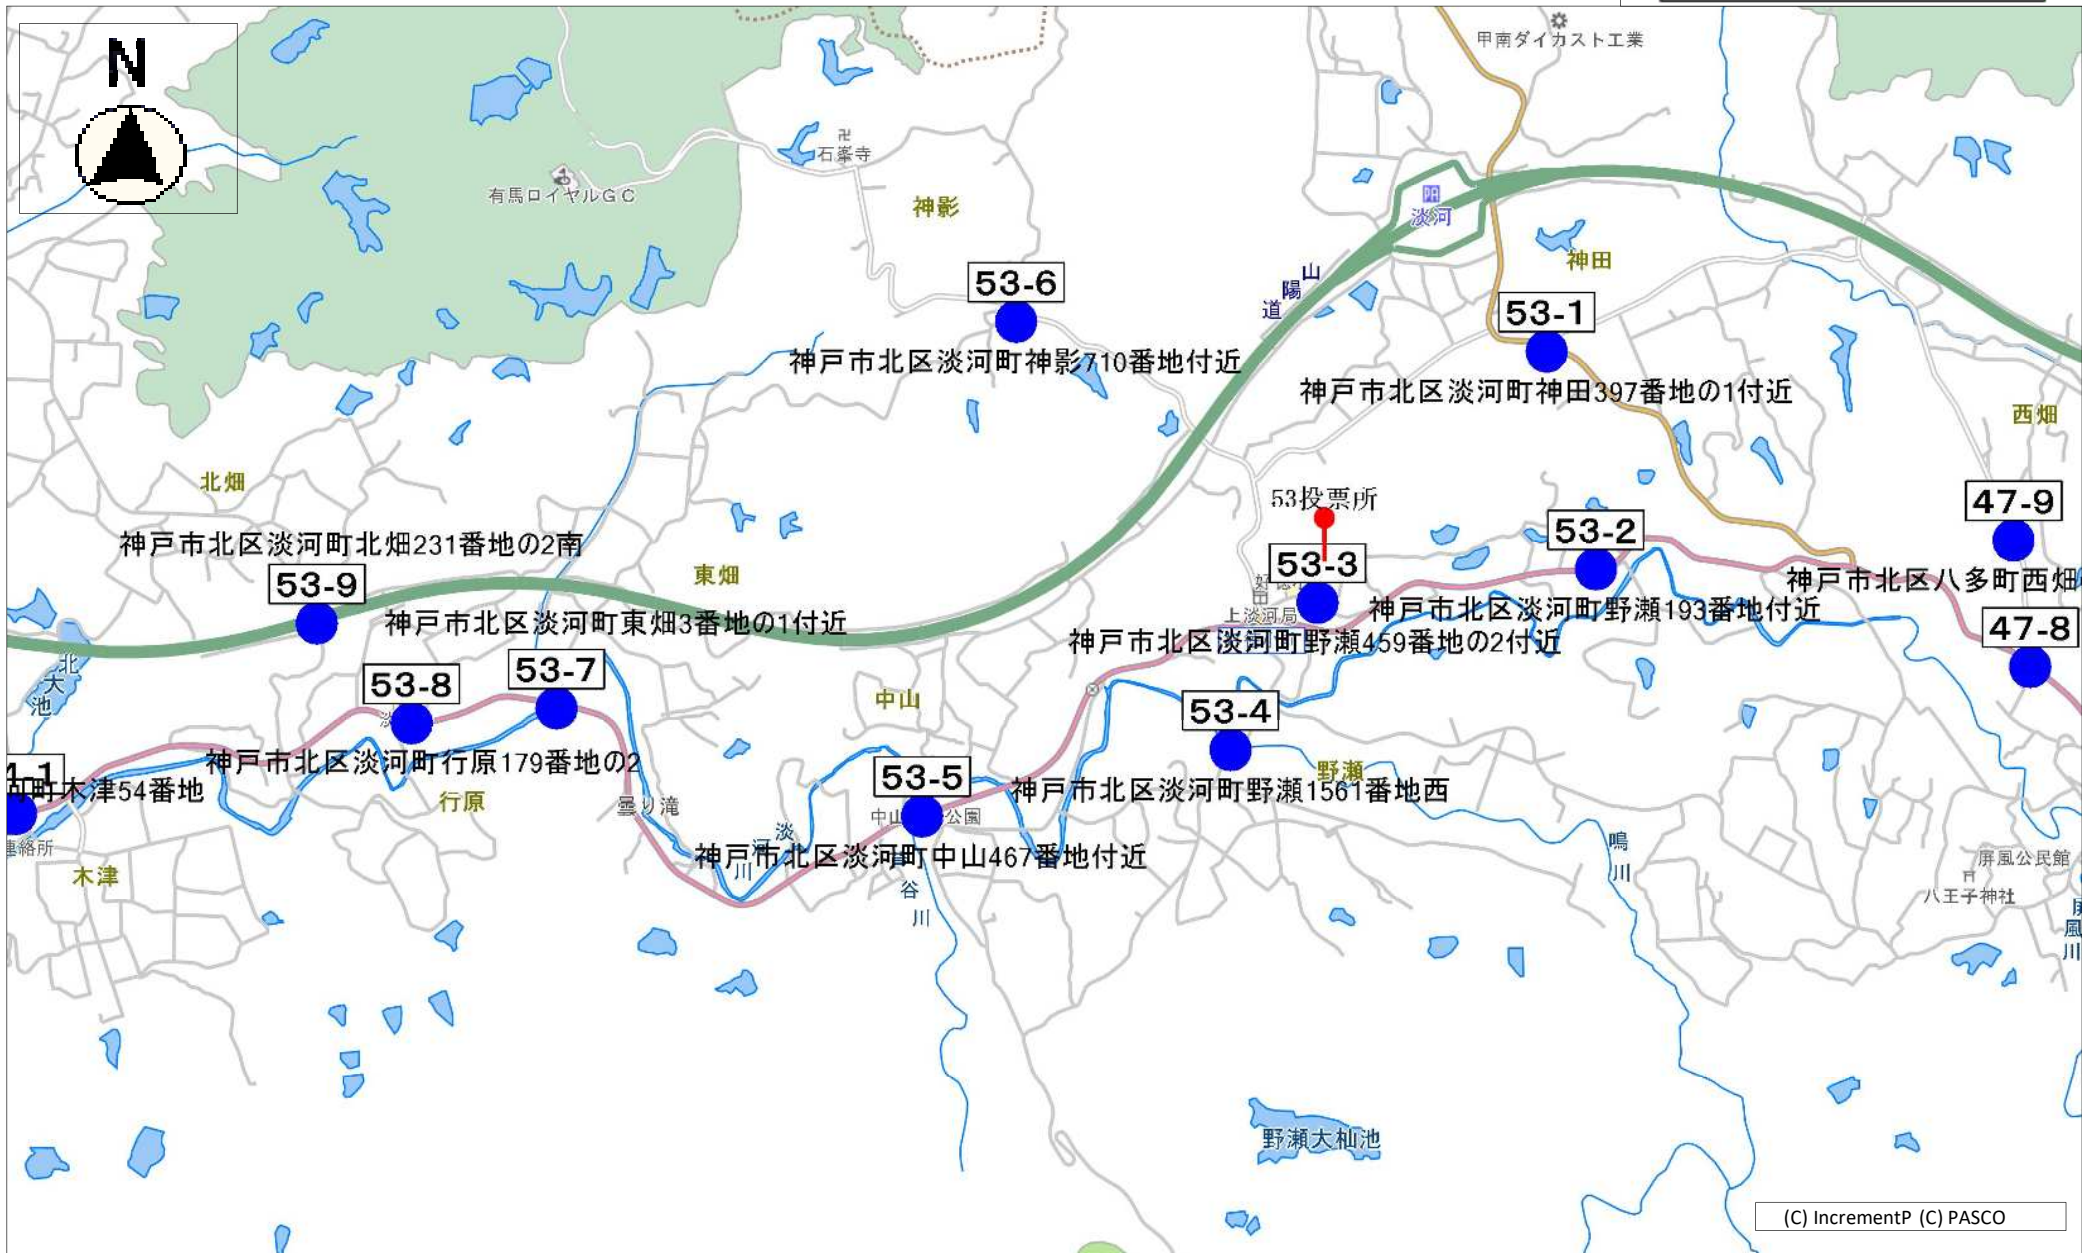 N
甲南ダイカスト工業
石峯寺
有馬ロイヤルGC
神影
淡河
神田
山陽道
53-6
53-1
神戸市北区淡河町神影710番地付近
神戸市北区淡河町神田397番地の1付近
西畑
北畑
53投票所
47-9
53-2
神戸市北区淡河町北畑231番地の2南
53-3
東畑
53-9
神戸市北区八多町西畑
神戸市北区淡河町東畑3番地の1付近
神戸市北区淡河町野瀬193番地付近
上淡河局
47-8
神戸市北区淡河町野瀬459番地の2付近
北大池
53-7
53-8
中山
53-4
神戸市北区淡河町行原179番地の2
野瀬
53-5
町木津54番地
神戸市北区淡河町野瀬1561番地西
行原
曇り滝
中山
公園
淡河川
連絡所
神戸市北区淡河町中山467番地付近
鳴川
屏風公民館
木津
谷川
八王子神社
屏風川
野瀬大杣池
(C) IncrementP (C) PASCO